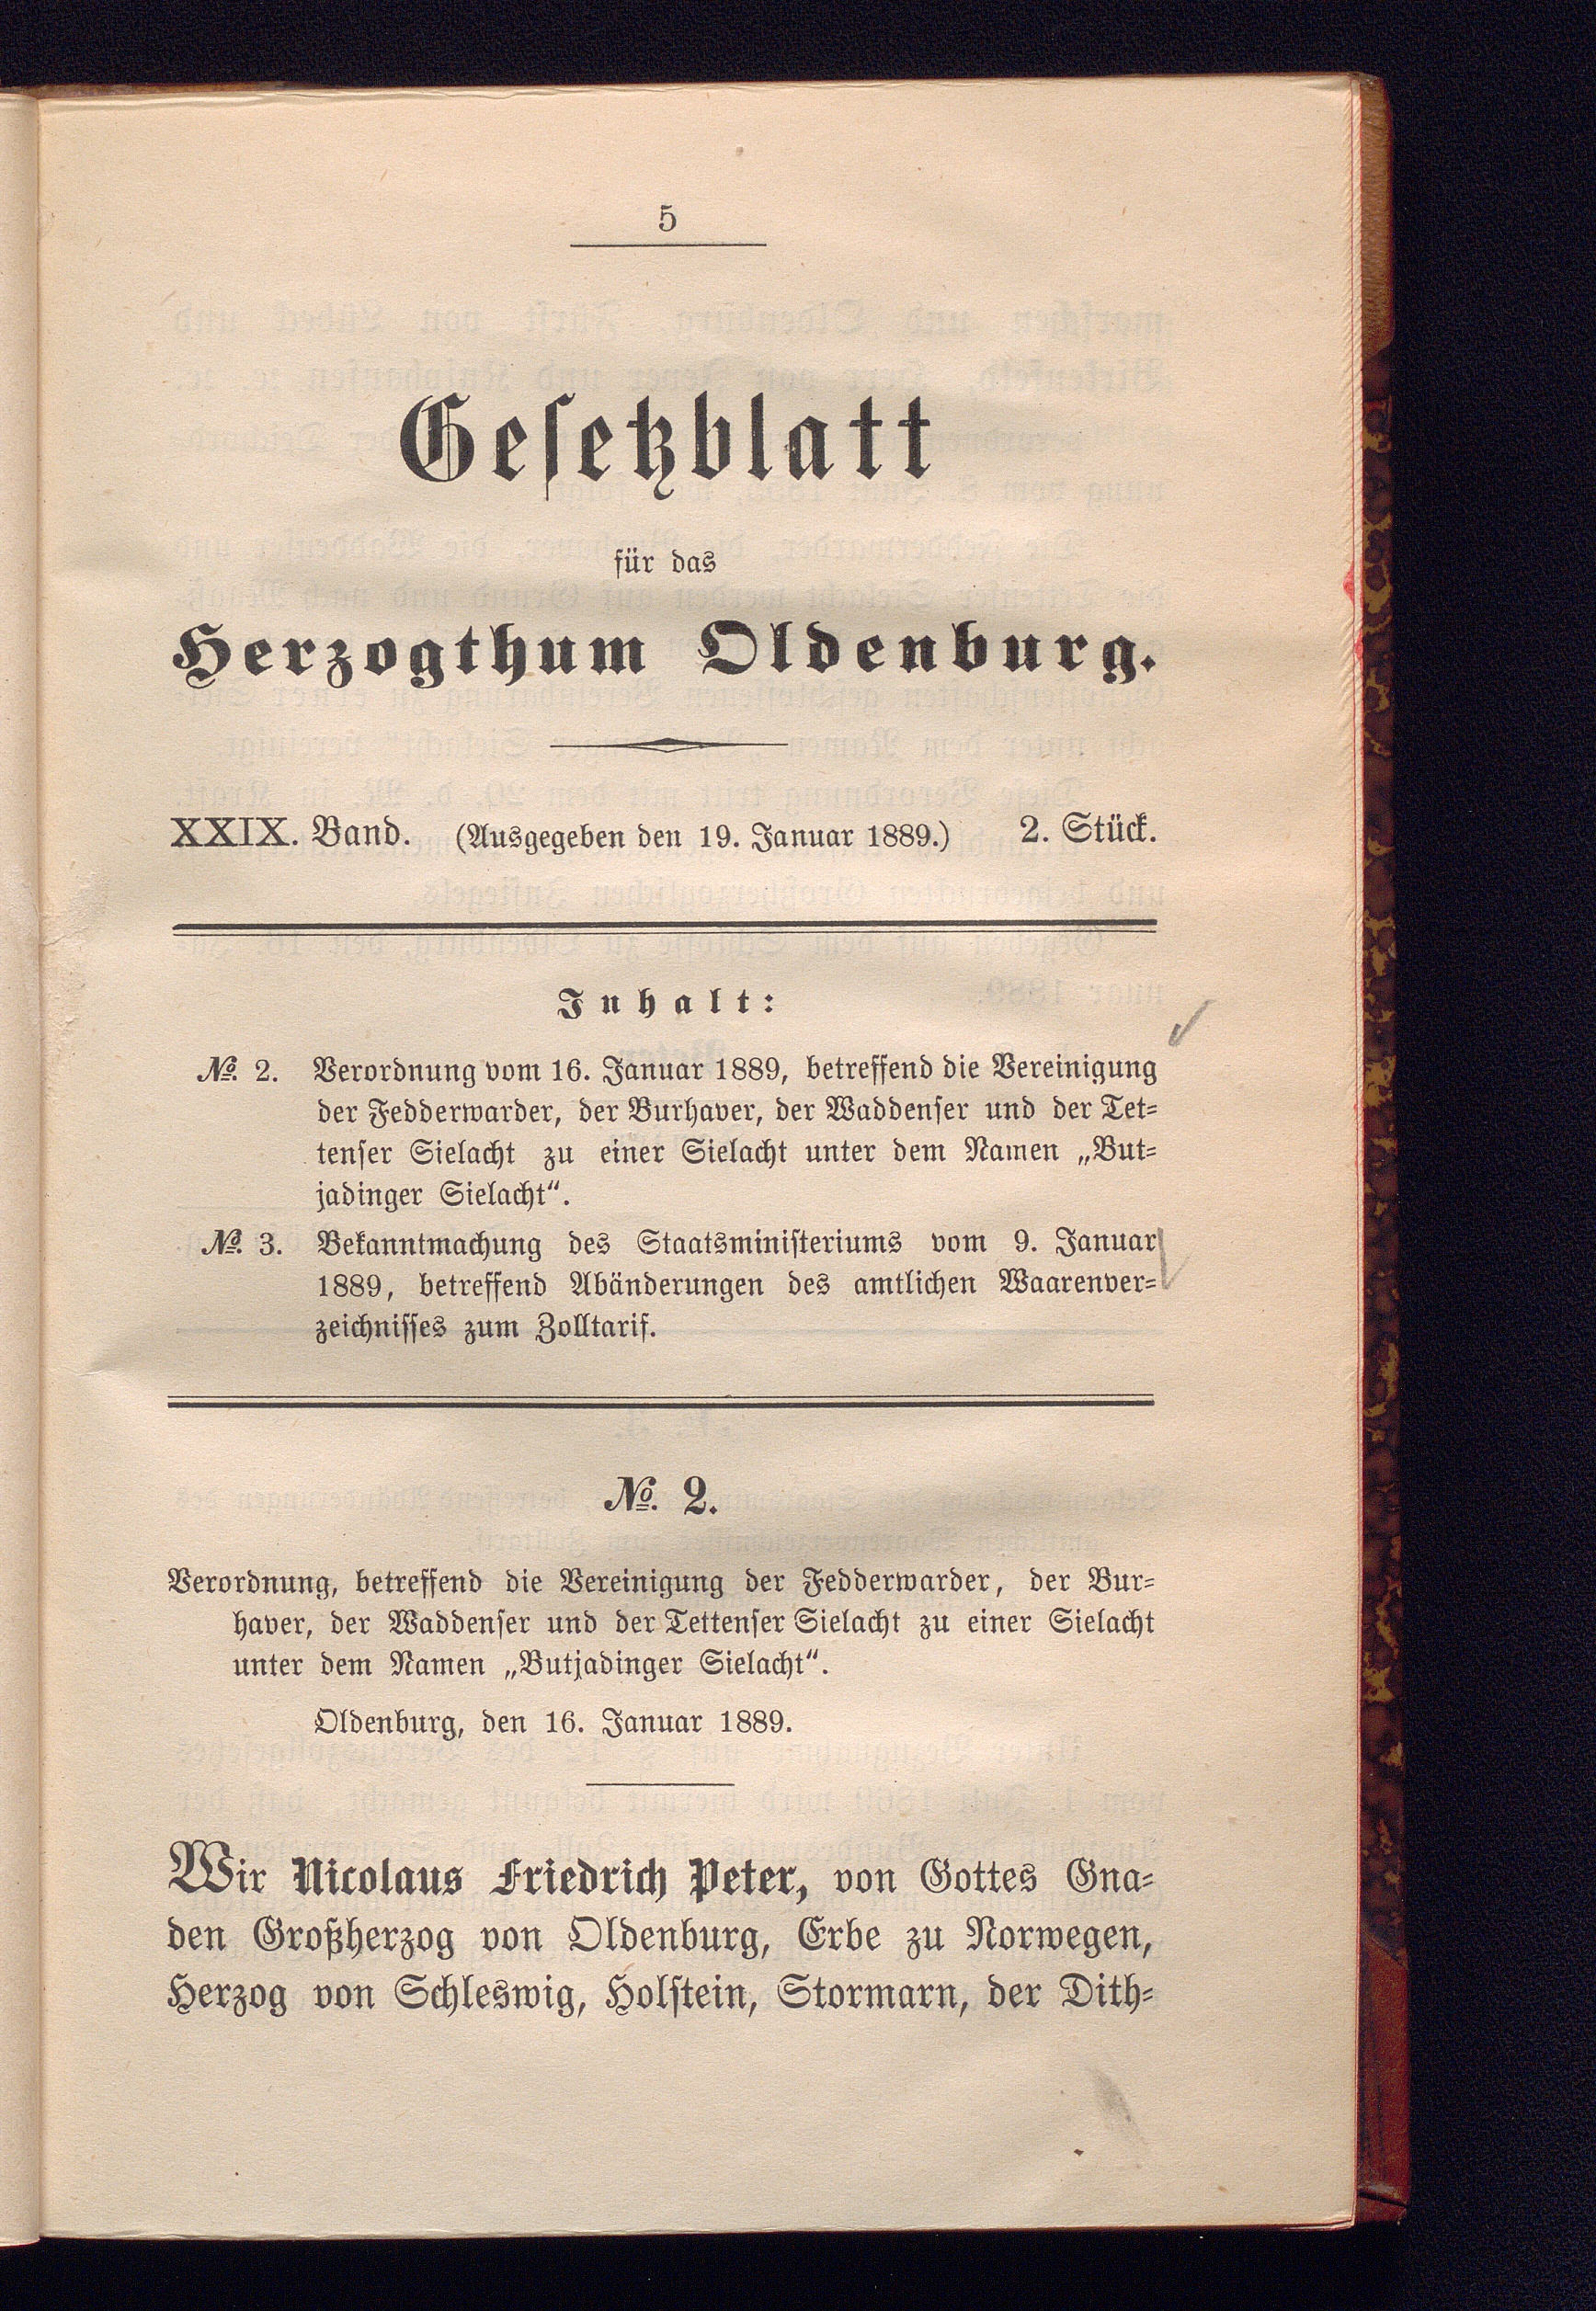 5
Gesetzblatt
für das
Herzogthum Oldenburg.
XXIX. Band. (Ausgegeben den 19. Januar 1889.) 2. Stück.
Inhalt:
№. 2. Verordnung vom 16. Januar 1889, betreffend die Vereinigung
der Fedderwarder, der Burhaver, der Waddenser und der Tet-
tenser Sielacht zu einer Sielacht unter dem Namen „But-
jadinger Sielacht“.
№. 3. Bekanntmachung des Staatsministeriums vom 9. Januar
1889, betreffend Abänderungen des amtlichen Waarenver-
zeichnisses zum Zolltarif.
№. 2.
Verordnung, betreffend die Vereinigung der Fedderwarder, der Bur-
haver, der Waddenser und der Tettenser Sielacht zu einer Sielacht
unter dem Namen „Butjadinger Sielacht“.
Oldenburg, den 16. Januar 1889.
Wir Nicolaus Friedrich Peter, von Gottes Gna-
den Großherzog von Oldenburg, Erbe zu Norwegen,
Herzog von Schleswig, Holstein, Stormarn, der Dith-